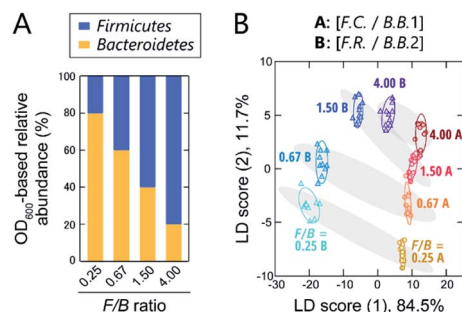 A
Firmicutes
Bacteroidetes
OD600-based relative
abundance (%)
100
80
60
40
20
0
0.25
0.67
1.50
4.00
F/B ratio
B
A: [F.C. / B.B.1]
B: [F.R. / B.B.2]
LD score (2), 11.7%
10
5
0
-5
-10
4.00 B
1.50 B
4.00 A
0.67 B
1.50 A
0.67 A
F/B =
0.25 B
F/B =
0.25 A
-30
-20
-10
0
10
20
30
LD score (1), 84.5%